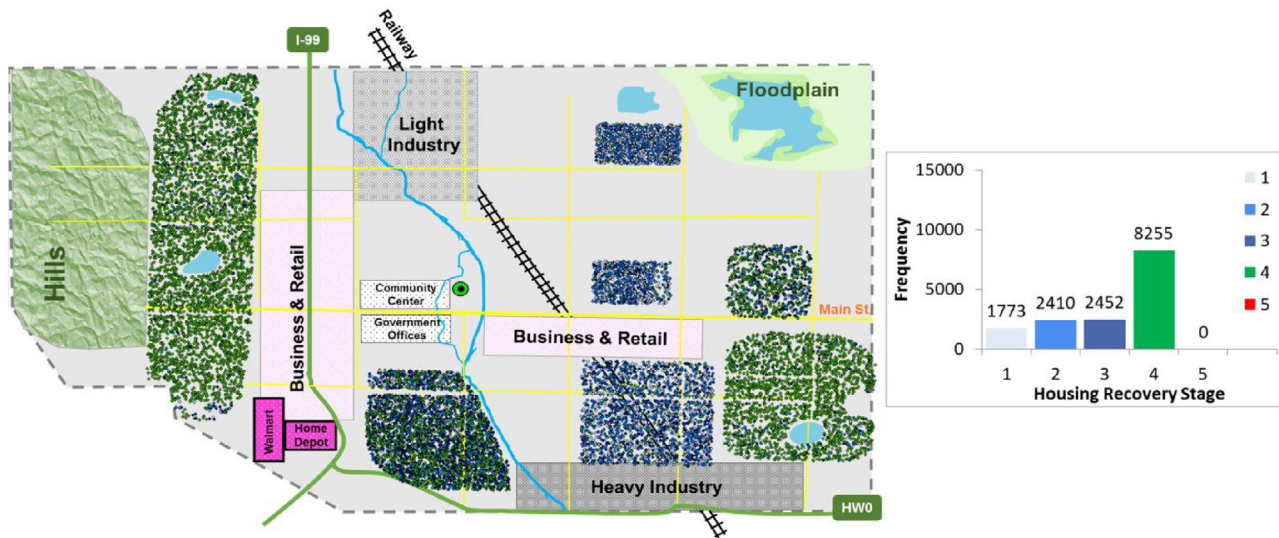 I-99
Railway
Floodplain
Light
Industry
Hills
Business & Retail
Community
Center
Government
Offices
Main St.
Business & Retail
Walmart
Home
Depot
Heavy Industry
HW0
15000
10000
5000
0
Frequency
1773
2410
2452
8255
0
1
2
3
4
5
Housing Recovery Stage
1
2
3
4
5